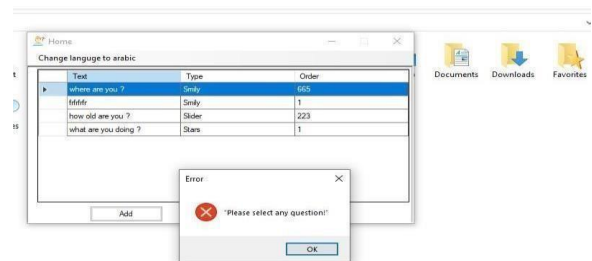 Home
Change languge to arabic
Text Type Order
where are you ? Smily 665
frfrfrfr Smily 1
how old are you ? Slider 223
what are you doing ? Stars 1
Add
Error
"Please select any question!"
OK
Documents Downloads Favorites